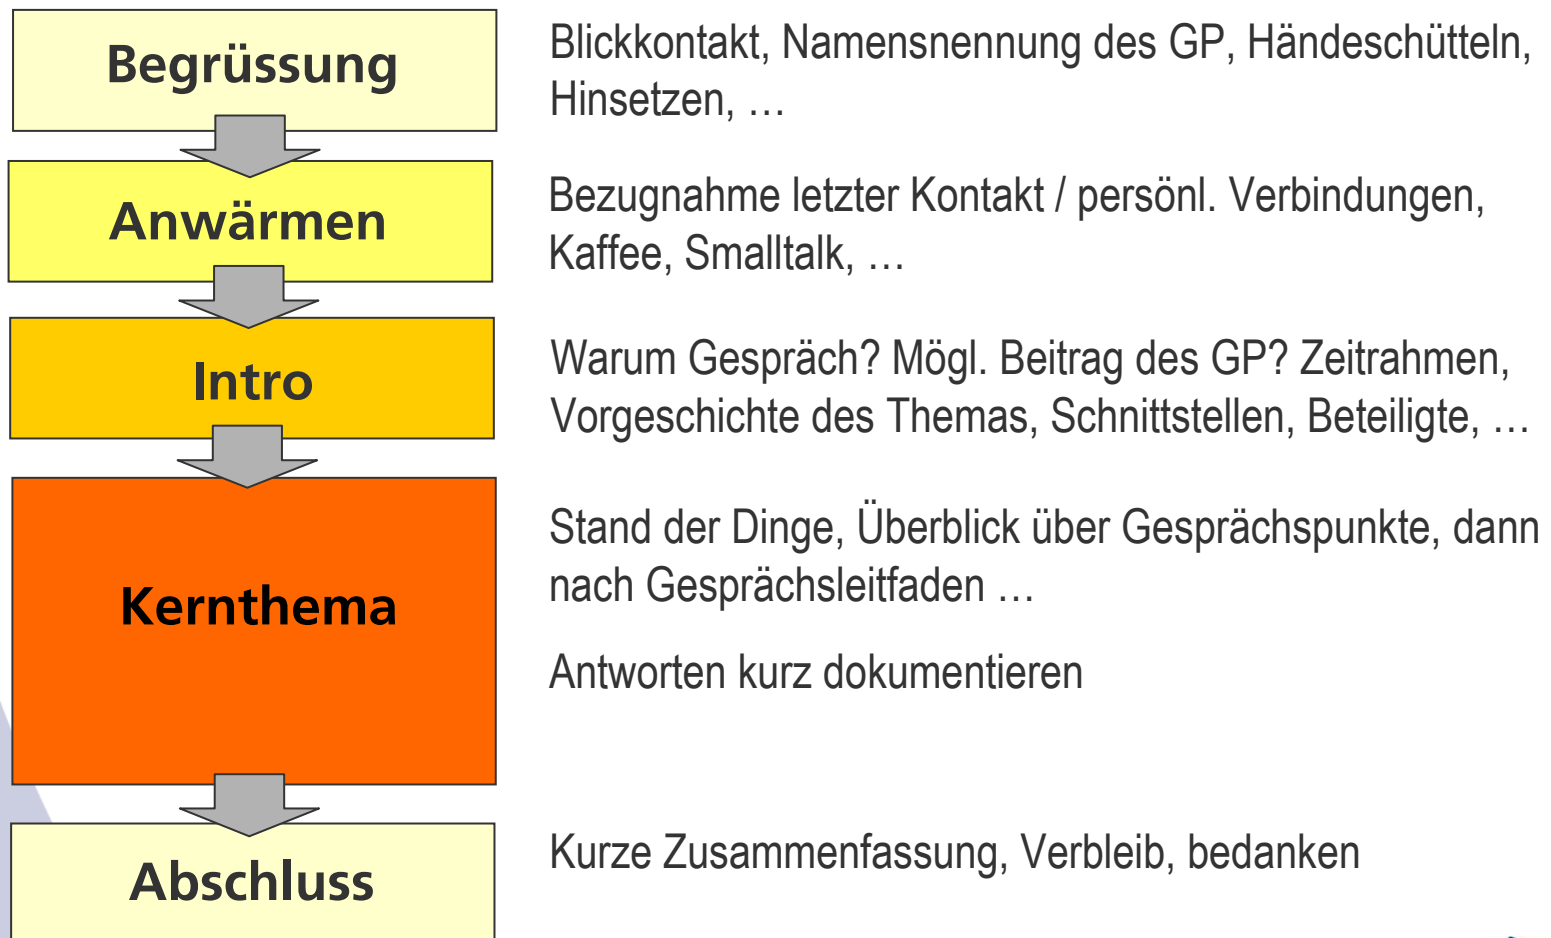 Begrüssung
Blickkontakt, Namensnennung des GP, Händeschütteln,
Hinsetzen, …
Anwärmen
Bezugnahme letzter Kontakt / persönl. Verbindungen,
Kaffee, Smalltalk, …
Intro
Warum Gespräch? Mögl. Beitrag des GP? Zeitrahmen,
Vorgeschichte des Themas, Schnittstellen, Beteiligte, …
Kernthema
Stand der Dinge, Überblick über Gesprächspunkte, dann
nach Gesprächsleitfaden …
Antworten kurz dokumentieren
Abschluss
Kurze Zusammenfassung, Verbleib, bedanken